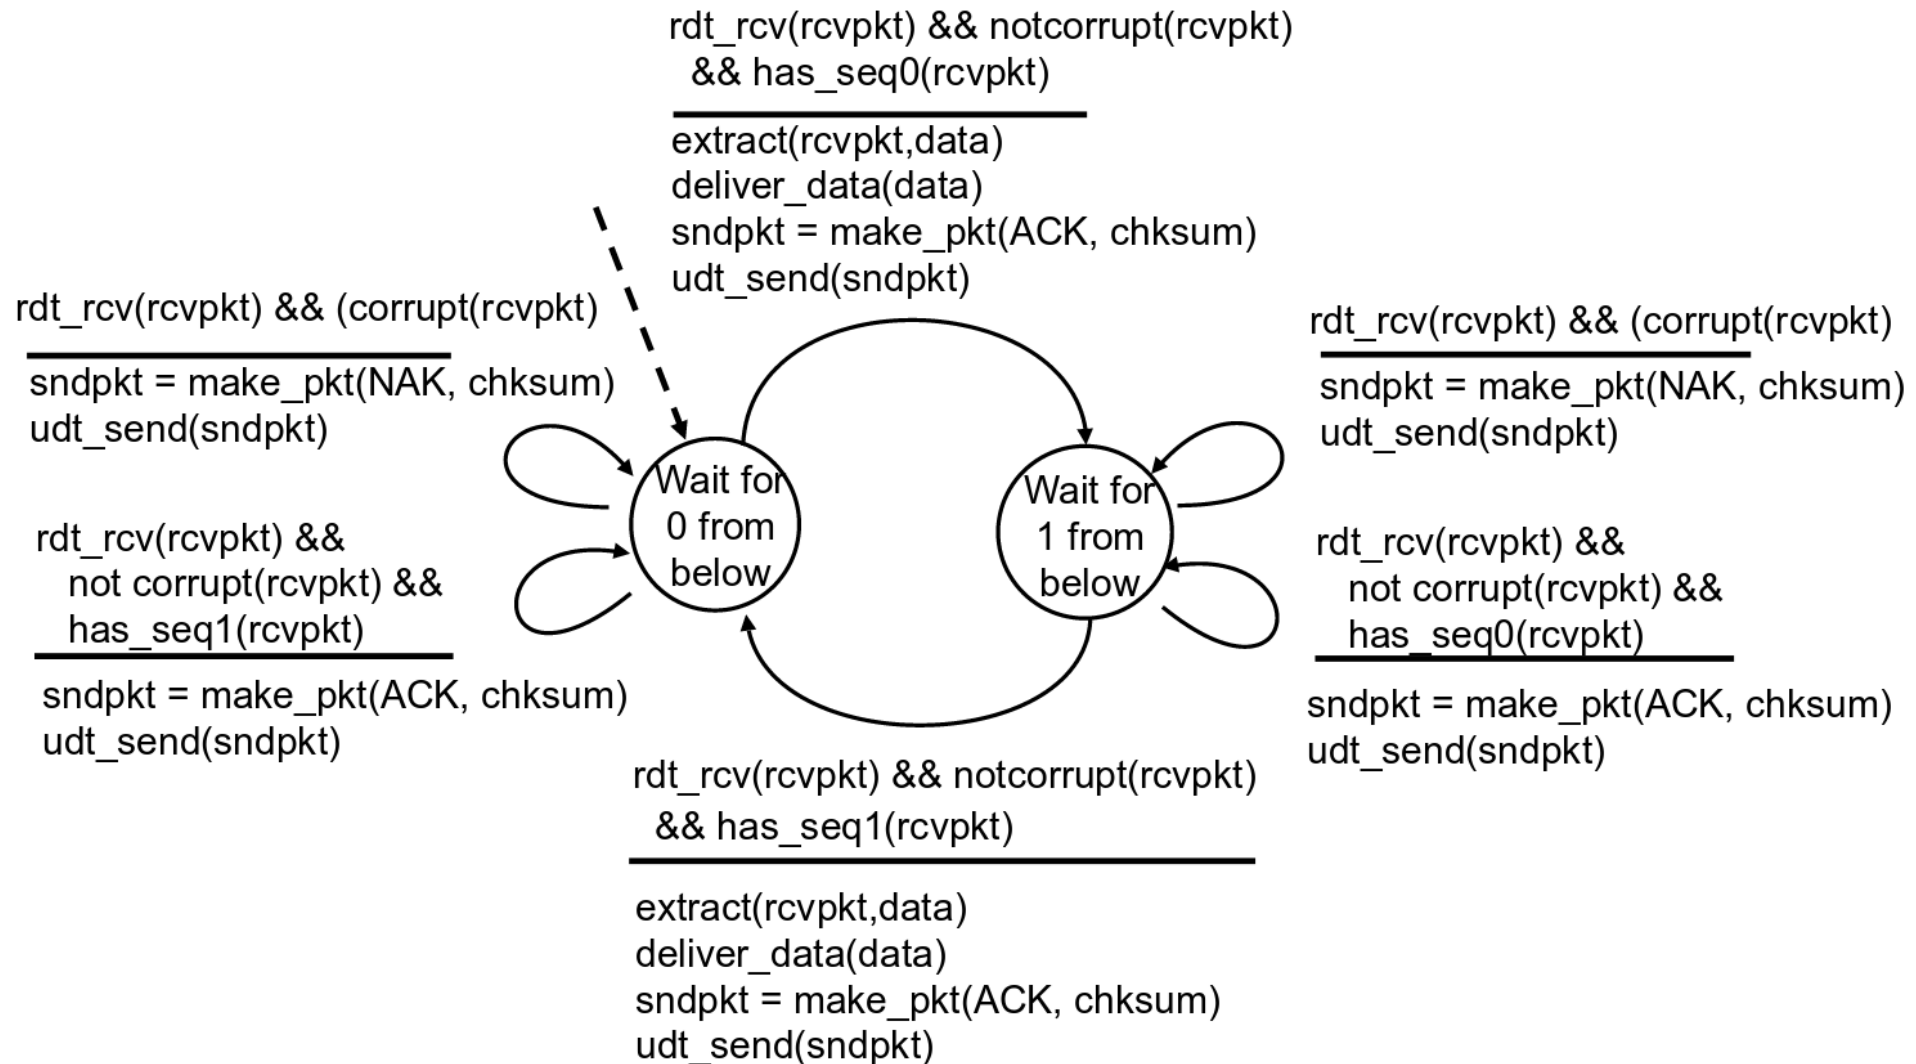 rdt_rcv(rcvpkt) && notcorrupt(rcvpkt)
&& has_seq0(rcvpkt)
extract(rcvpkt,data)
deliver_data(data)
sndpkt = make_pkt(ACK, chksum)
udt_send(sndpkt)
rdt_rcv(rcvpkt) && (corrupt(rcvpkt)
sndpkt = make_pkt(NAK, chksum)
udt_send(sndpkt)
rdt_rcv(rcvpkt) &&
not corrupt(rcvpkt) &&
has_seq1(rcvpkt)
sndpkt = make_pkt(ACK, chksum)
udt_send(sndpkt)
Wait for
0 from
below
Wait for
1 from
below
rdt_rcv(rcvpkt) && (corrupt(rcvpkt)
sndpkt = make_pkt(NAK, chksum)
udt_send(sndpkt)
rdt_rcv(rcvpkt) &&
not corrupt(rcvpkt) &&
has_seq0(rcvpkt)
sndpkt = make_pkt(ACK, chksum)
udt_send(sndpkt)
rdt_rcv(rcvpkt) && notcorrupt(rcvpkt)
&& has_seq1(rcvpkt)
extract(rcvpkt,data)
deliver_data(data)
sndpkt = make_pkt(ACK, chksum)
udt_send(sndpkt)